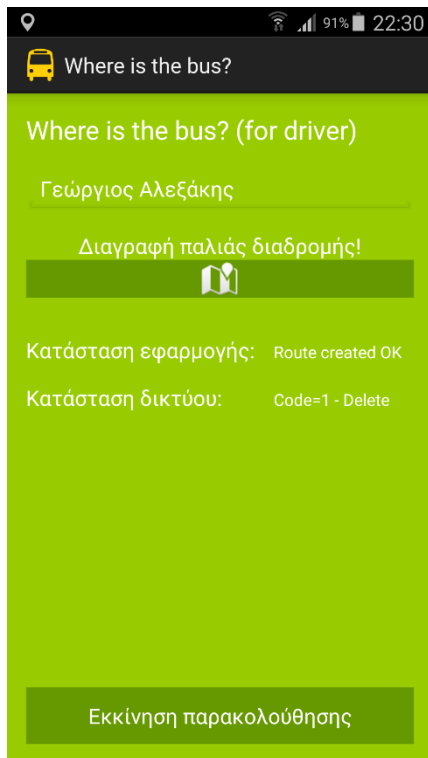 91% 22:30
Where is the bus?
Where is the bus? (for driver)
Γεώργιος Αλεξάκης
Διαγραφή παλιάς διαδρομής!
Κατάσταση εφαρμογής: Route created OK
Κατάσταση δικτύου: Code=1 - Delete
Εκκίνηση παρακολούθησης